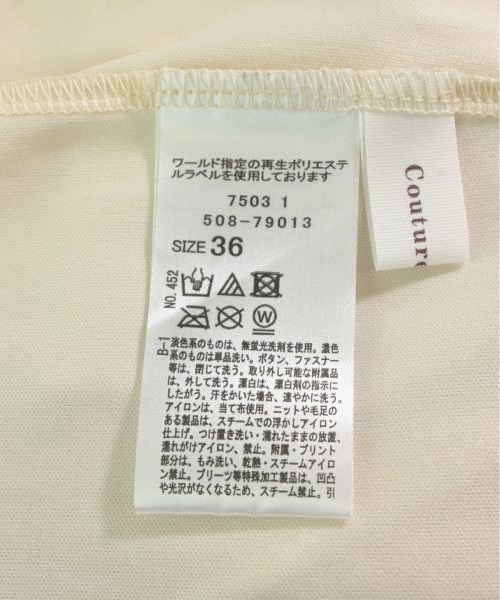 ワールド指定の再生ポリエステ
ルラベルを使用しております
7503 1
508-79013
SIZE 36
NO. 452
B-1
淡色系のものは、無蛍光洗剤を使用。濃色
系のものは単品洗い。ボタン、ファスナー
等は、閉じて洗う。取り外し可能な附属品
は、外して洗う。漂白は、漂白剤の指示に
したがう。汗をかいた場合、速やかに洗う。
アイロンは、当て布使用。ニットや毛足の
ある製品は、スチームでの浮かしアイロン
仕上げ。つけ置き洗い・濡れたままの放置、
濡れがけアイロン、禁止。附属・プリント
部分は、もみ洗い、乾熱・スチームアイロ
ン禁止。プリーツ等特殊加工製品は、凹凸
や光沢がなくなるため、スチーム禁止。引
Couture